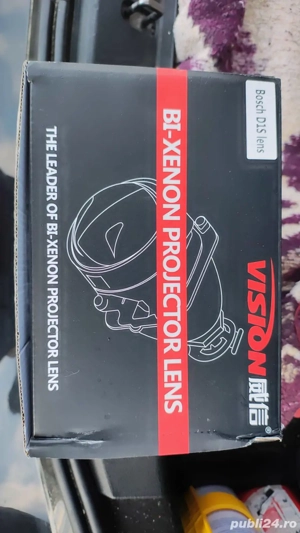 Bosch D1S lens
VISION 威信®
BI-XENON PROJECTOR LENS
THE LEADER OF BI-XENON PROJECTOR LENS
publi24.ro